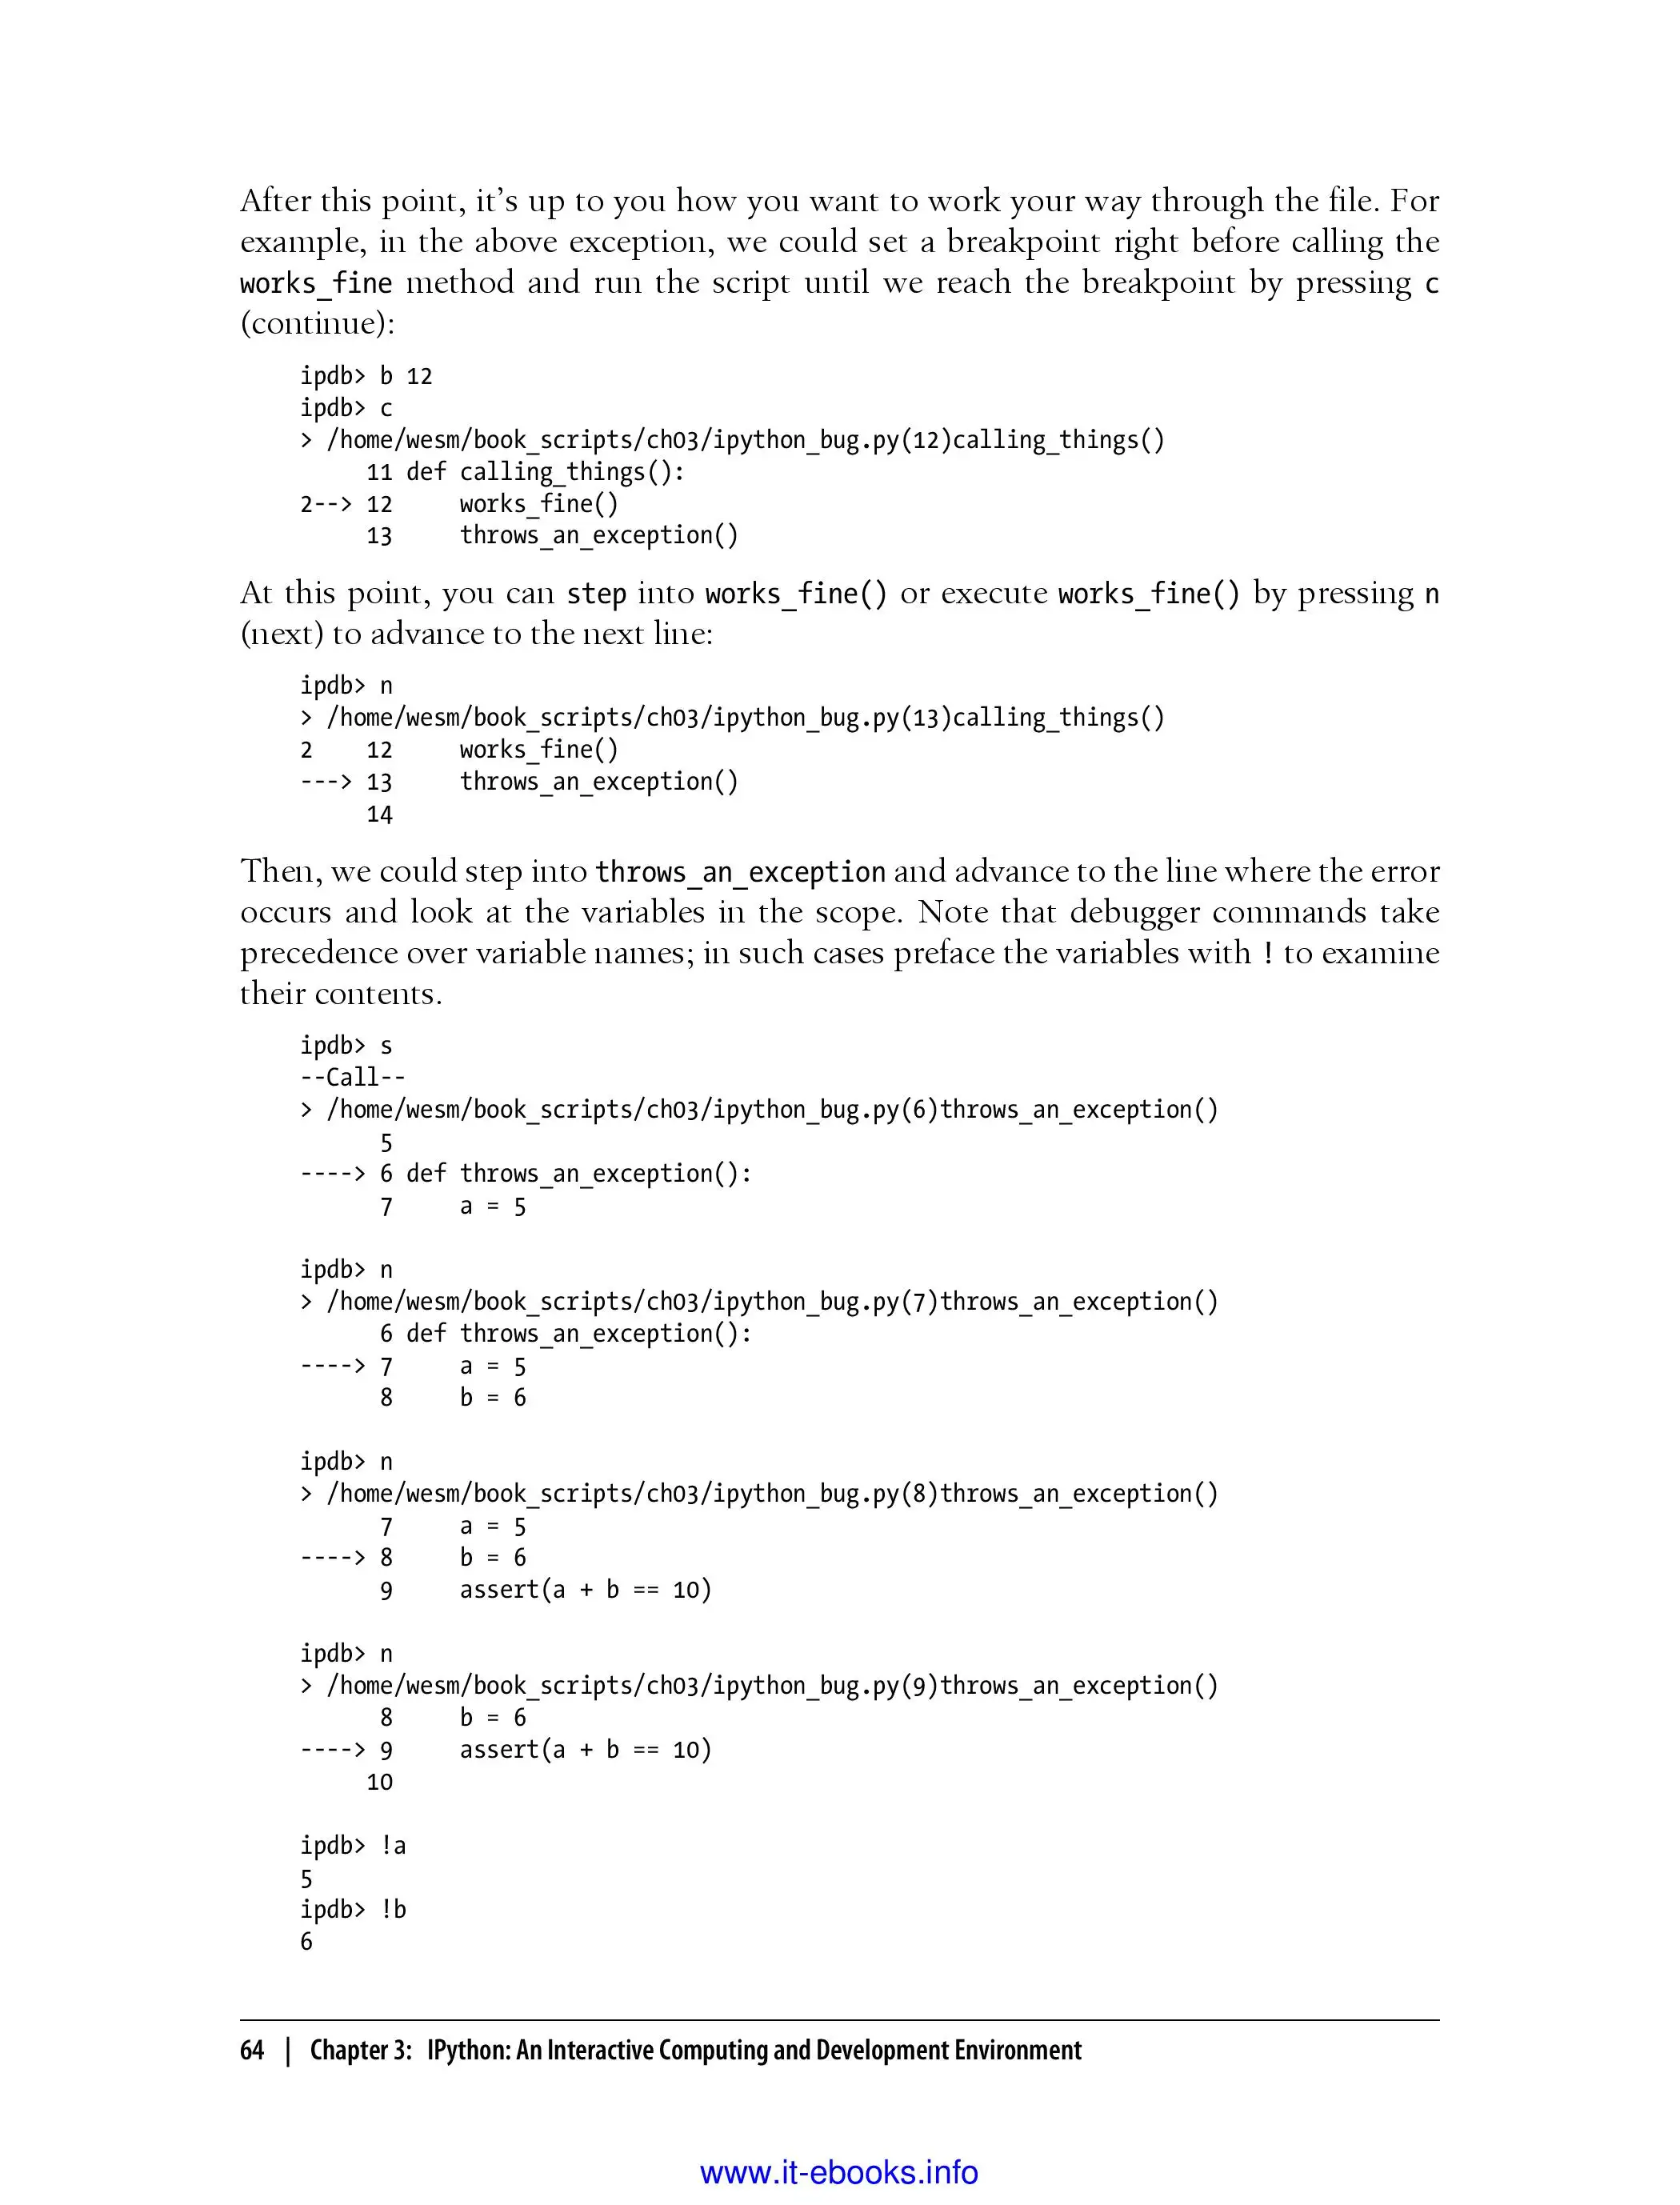 After this point, it’s up to you how you want to work your way through the file. For
example, in the above exception, we could set a breakpoint right before calling the
works_fine method and run the script until we reach the breakpoint by pressing c
(continue):
ipdb> b 12
ipdb> c
> /home/wesm/book_scripts/ch03/ipython_bug.py(12)calling_things()
     11 def calling_things():
2--> 12     works_fine()
     13     throws_an_exception()
At this point, you can step into works_fine() or execute works_fine() by pressing n
(next) to advance to the next line:
ipdb> n
> /home/wesm/book_scripts/ch03/ipython_bug.py(13)calling_things()
2    12     works_fine()
---> 13     throws_an_exception()
     14
Then, we could step into throws_an_exception and advance to the line where the error
occurs and look at the variables in the scope. Note that debugger commands take
precedence over variable names; in such cases preface the variables with ! to examine
their contents.
ipdb> s
--Call--
> /home/wesm/book_scripts/ch03/ipython_bug.py(6)throws_an_exception()
      5
----> 6 def throws_an_exception():
      7     a = 5
ipdb> n
> /home/wesm/book_scripts/ch03/ipython_bug.py(7)throws_an_exception()
      6 def throws_an_exception():
----> 7     a = 5
      8     b = 6
ipdb> n
> /home/wesm/book_scripts/ch03/ipython_bug.py(8)throws_an_exception()
      7     a = 5
----> 8     b = 6
      9     assert(a + b == 10)
ipdb> n
> /home/wesm/book_scripts/ch03/ipython_bug.py(9)throws_an_exception()
      8     b = 6
----> 9     assert(a + b == 10)
     10
ipdb> !a
5
ipdb> !b
6
64 | Chapter 3: IPython: An Interactive Computing and Development Environment
www.it-ebooks.info